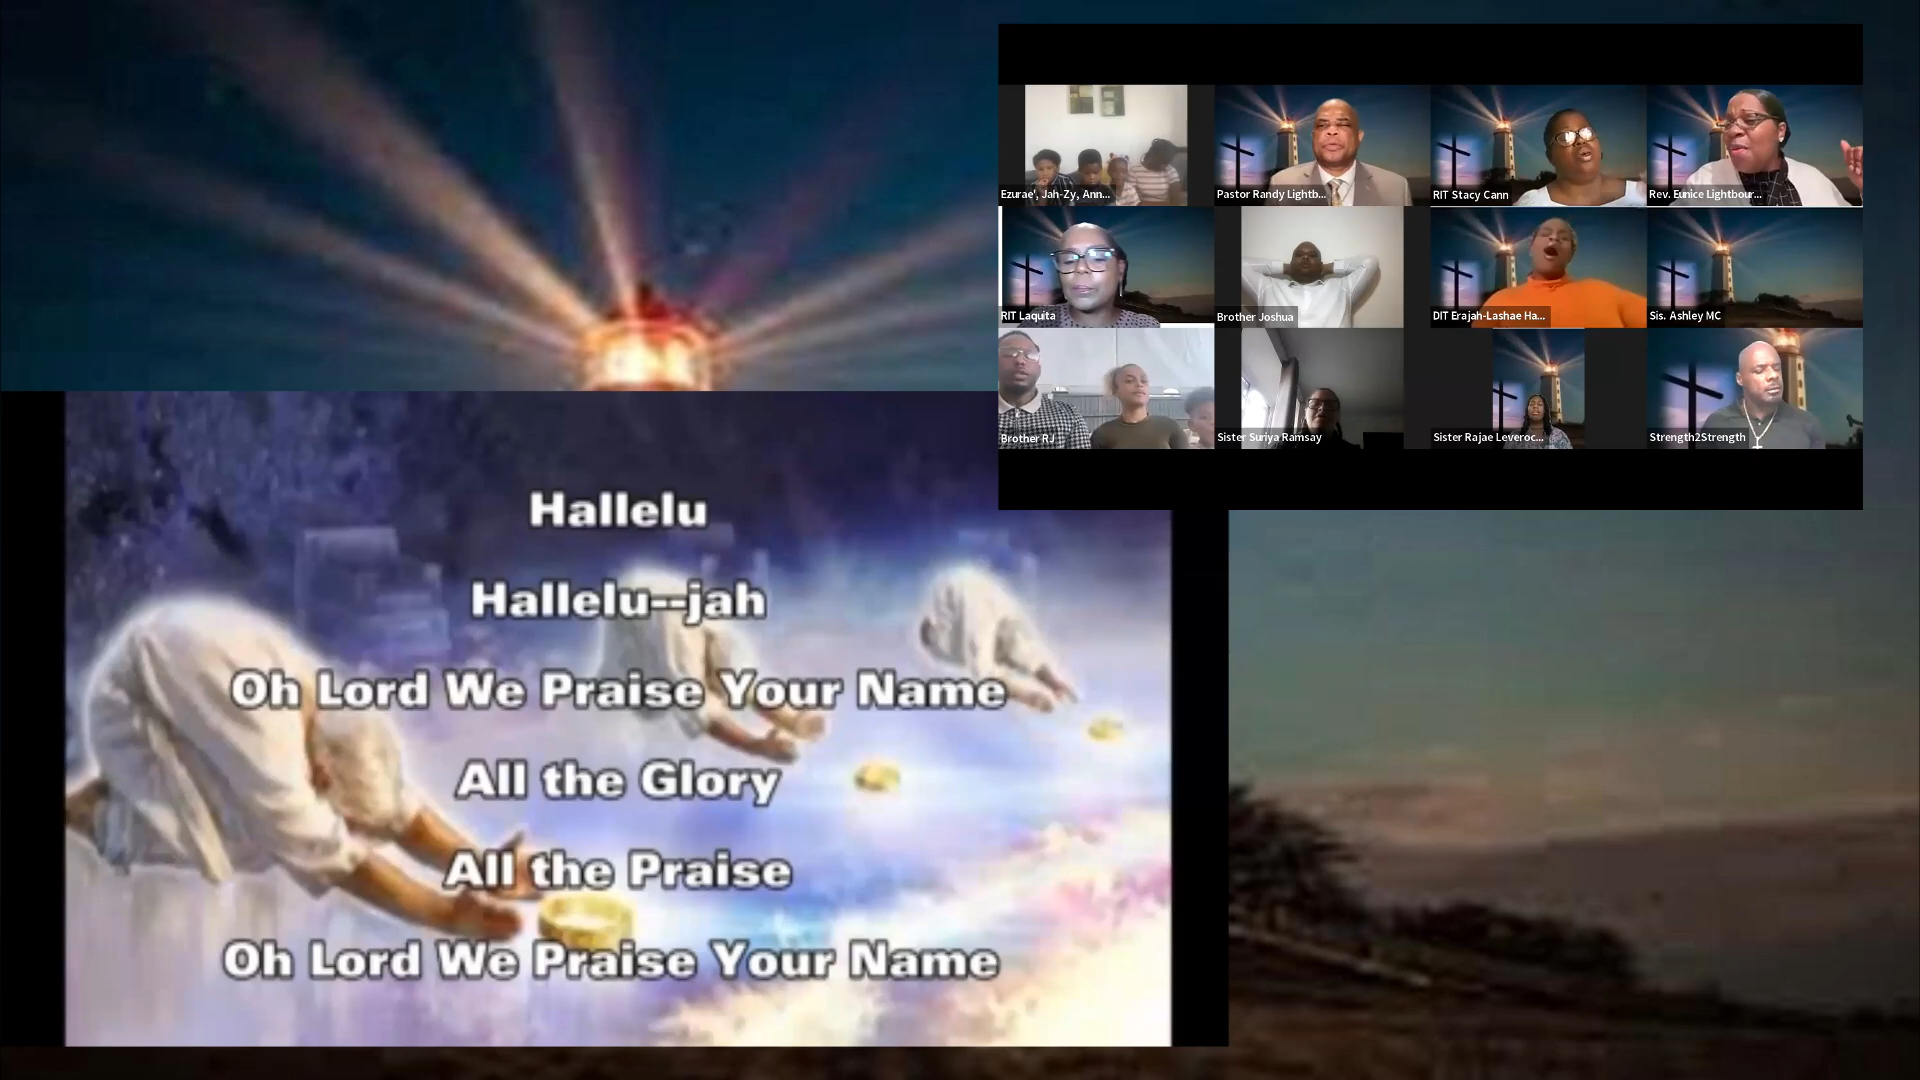 Ezurae', Jah-Zy, Ann...
Pastor Randy Lightb...
RIT Stacy Cann
Rev. Eunice Lightbour...
RIT Laquita
Brother Joshua
DIT Erajah-Lashae Ha...
Sis. Ashley MC
Brother RJ
Sister Suriya Ramsay
Sister Rajae Leveroc...
Strength2Strength
Hallelu
Hallelu--jah
Oh Lord We Praise Your Name
All the Glory
All the Praise
Oh Lord We Praise Your Name